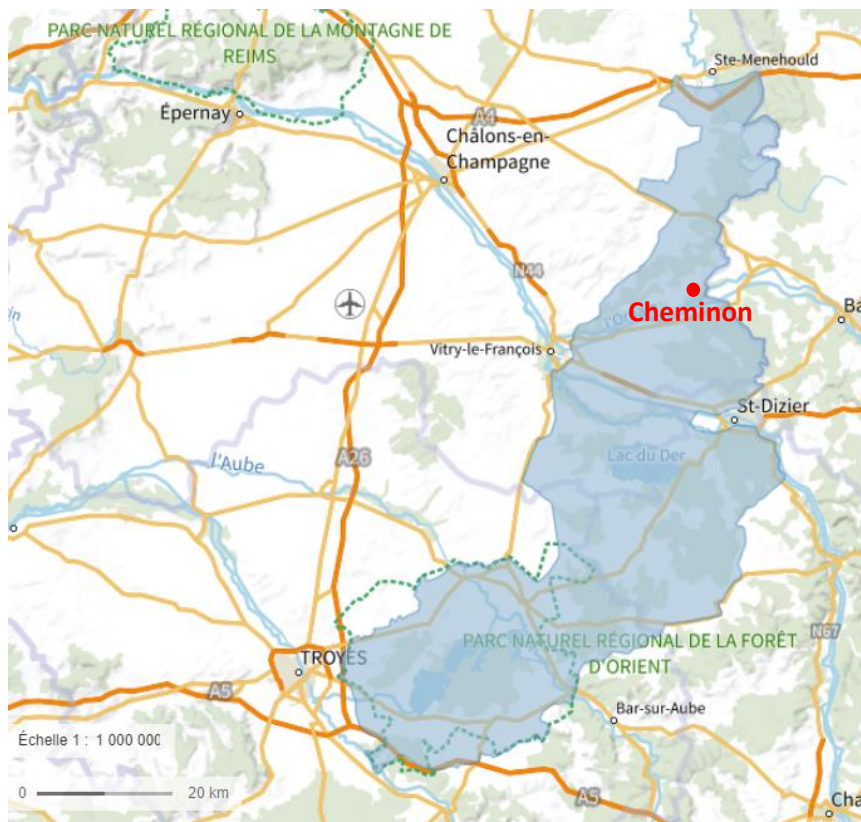 PARC NATUREL RÉGIONAL DE LA MONTAGNE DE
REIMS
Ste-Menehould
Épernay
A4
Châlons-en-
Champagne
N44
Cheminon
Ba
Vitry-le-François
St-Dizier
l'Aube
A26
Lac du Der
N67
PARC NATUREL RÉGIONAL DE LA FORÊT
D'ORIENT
TROYES
A5
Bar-sur-Aube
Échelle 1 : 1 000 000
0 20 km
A5
Cha